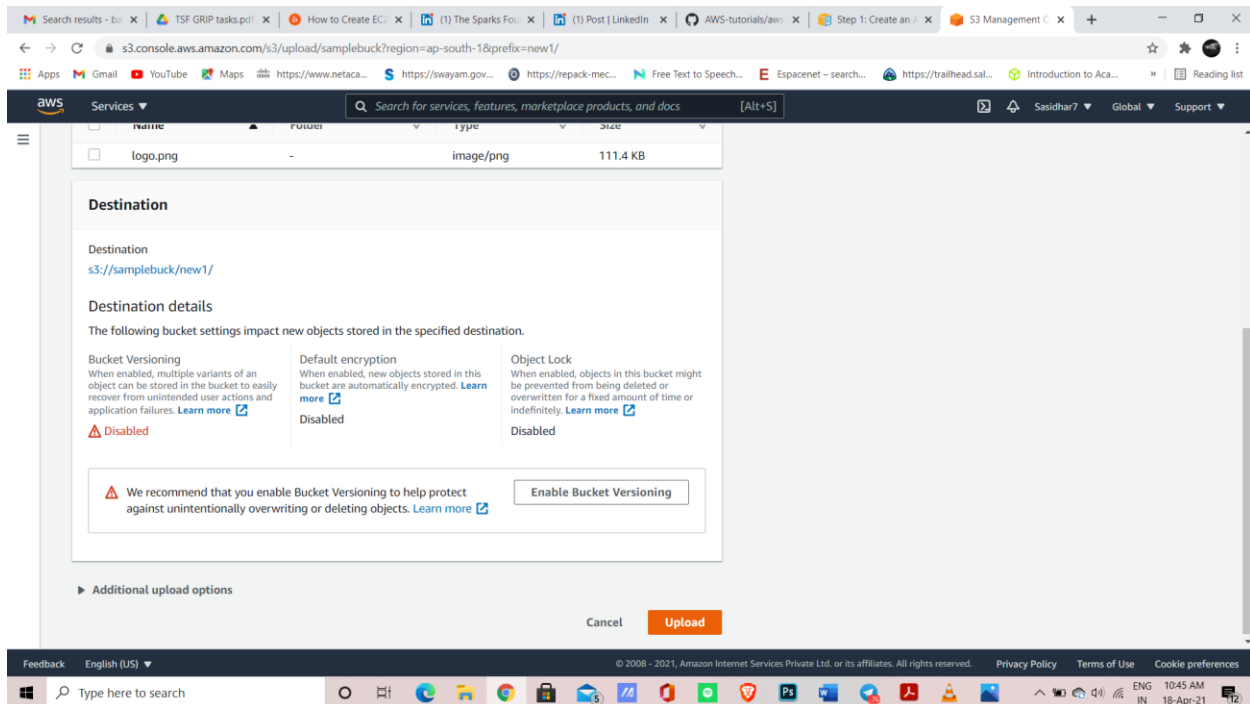 Search results - ba
TSF GRIP tasks.pdf
How to Create EC2
(1) The Sparks Fou
(1) Post | LinkedIn
AWS-tutorials/aws
Step 1: Create an A
S3 Management C
s3.console.aws.amazon.com/s3/upload/samplebuck?region=ap-south-1&prefix=new1/
Apps
Gmail
YouTube
Maps
https://www.netaca...
https://swayam.gov...
https://repack-mec...
Free Text to Speech...
Espacenet – search...
https://trailhead.sal...
Introduction to Aca...
»
Reading list
aws
Services ▼
Search for services, features, marketplace products, and docs
[Alt+S]
Sasidhar7 ▼
Global ▼
Support ▼
Name
Folder
Type
Size
logo.png
-
image/png
111.4 KB
Destination
Destination
s3://samplebuck/new1/
Destination details
The following bucket settings impact new objects stored in the specified destination.
Bucket Versioning
When enabled, multiple variants of an
object can be stored in the bucket to easily
recover from unintended user actions and
application failures. Learn more
Disabled
Default encryption
When enabled, new objects stored in this
bucket are automatically encrypted. Learn
more
Disabled
Object Lock
When enabled, objects in this bucket might
be prevented from being deleted or
overwritten for a fixed amount of time or
indefinitely. Learn more
Disabled
We recommend that you enable Bucket Versioning to help protect
against unintentionally overwriting or deleting objects. Learn more
Enable Bucket Versioning
Additional upload options
Cancel
Upload
Feedback
English (US) ▼
© 2008 - 2021, Amazon Internet Services Private Ltd. or its affiliates. All rights reserved.
Privacy Policy
Terms of Use
Cookie preferences
Type here to search
5
Ps
ENG
IN
10:45 AM
18-Apr-21
12